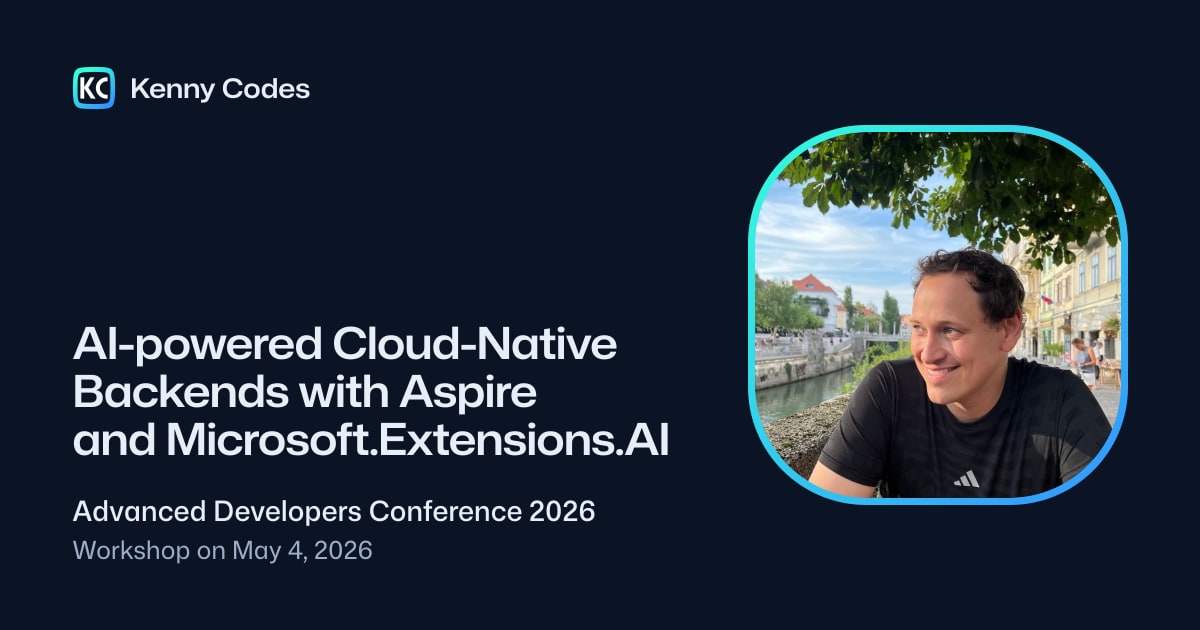 KC
Kenny Codes
AI-powered Cloud-Native
Backends with Aspire
and Microsoft.Extensions.AI
Advanced Developers Conference 2026
Workshop on May 4, 2026